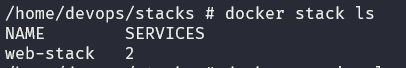 /home/devops/stacks # docker stack ls
NAME        SERVICES
web-stack   2